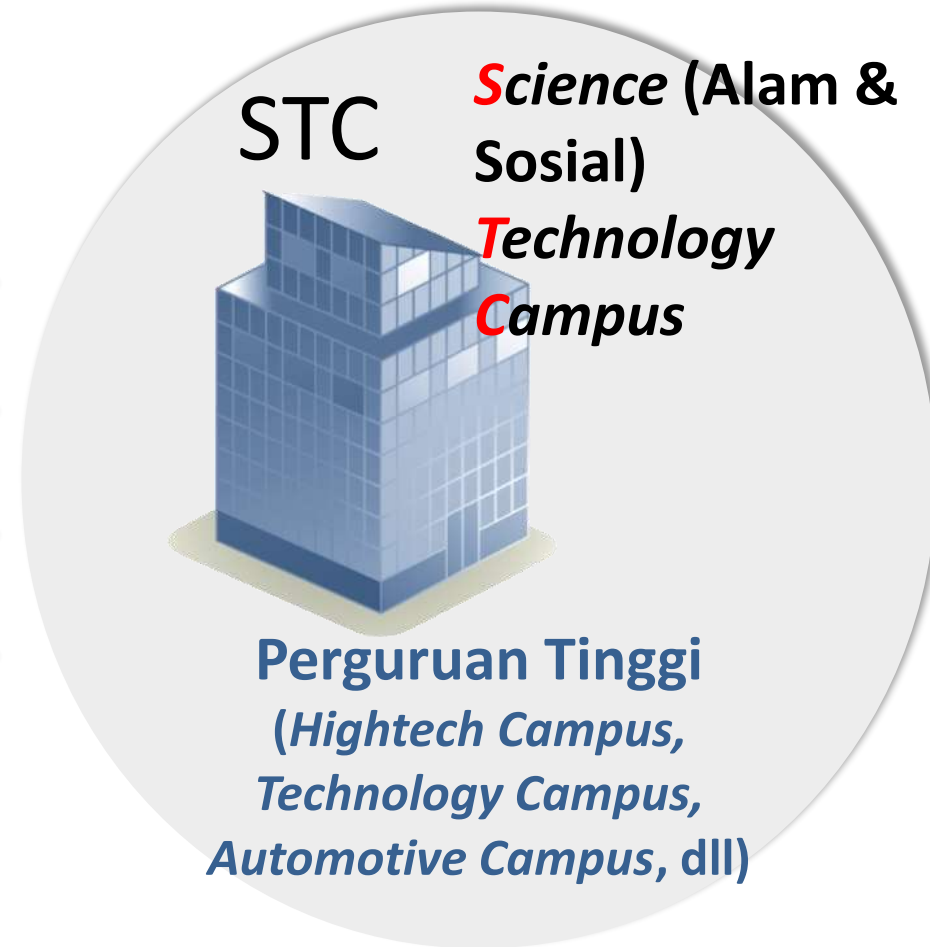 STC
Science (Alam &
Sosial)
Technology
Campus
Perguruan Tinggi
(Hightech Campus,
Technology Campus,
Automotive Campus, dll)